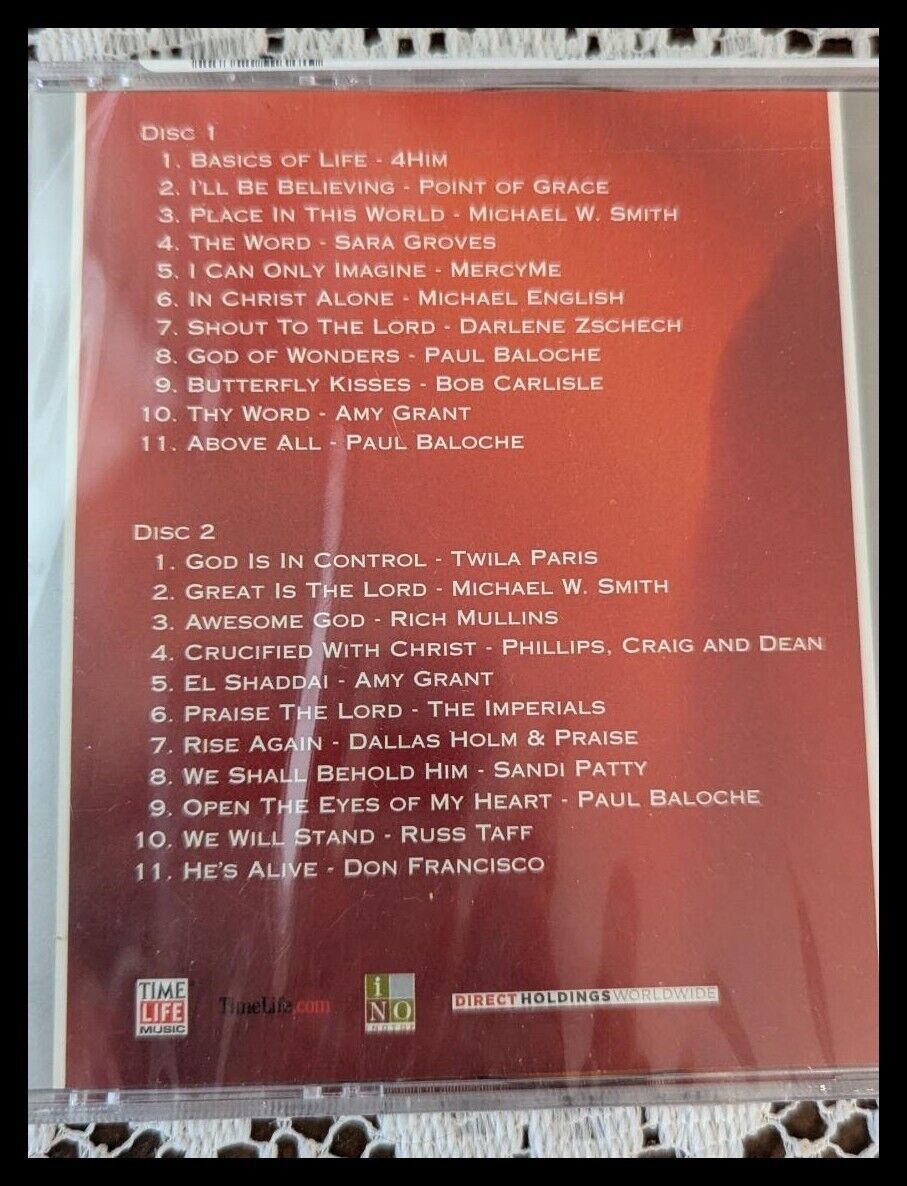 Disc 1
1. Basics of Life - 4Him
2. I'll Be Believing - Point of Grace
3. Place In This World - Michael W. Smith
4. The Word - Sara Groves
5. I Can Only Imagine - MercyMe
6. In Christ Alone - Michael English
7. Shout To The Lord - Darlene Zschech
8. God of Wonders - Paul Baloche
9. Butterfly Kisses - Bob Carlisle
10. Thy Word - Amy Grant
11. Above All - Paul Baloche
Disc 2
1. God Is In Control - Twila Paris
2. Great Is The Lord - Michael W. Smith
3. Awesome God - Rich Mullins
4. Crucified With Christ - Phillips, Craig and Dean
5. El Shaddai - Amy Grant
6. Praise The Lord - The Imperials
7. Rise Again - Dallas Holm & Praise
8. We Shall Behold Him - Sandi Patty
9. Open The Eyes of My Heart - Paul Baloche
10. We Will Stand - Russ Taff
11. He's Alive - Don Francisco
TIME LIFE MUSIC
TimeLife.com
iNO
DIRECTHOLDINGSWORLDWIDE